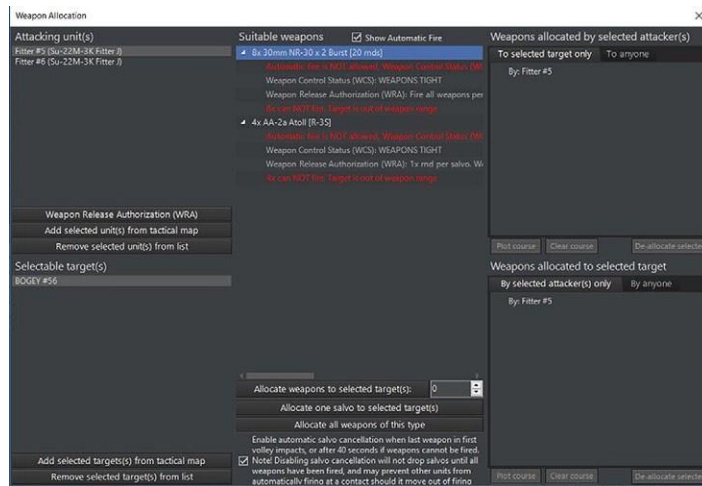 Weapon Allocation
Attacking unit(s)
Fitter #5 (Su-22M-3K Fitter J)
Fitter #6 (Su-22M-3K Fitter J)
Weapon Release Authorization (WRA)
Add selected unit(s) from tactical map
Remove selected unit(s) from list
Selectable target(s)
BOGEY #56
Add selected targets(s) from tactical map
Remove selected target(s) from list
Suitable weapons
Show Automatic Fire
8x 30mm NR-30 x 2 Burst [20 rnds]
Automatic fire is NOT allowed, Weapon Control Status (W
Weapon Control Status (WCS): WEAPONS TIGHT
Weapon Release Authorization (WRA): Fire all weapons per
8x can NOT fire. Target is out of weapon range
4x AA-2a Atoll [R-3S]
Automatic fire is NOT allowed, Weapon Control Status (W
Weapon Control Status (WCS): WEAPONS TIGHT
Weapon Release Authorization (WRA): 1x rnd per salvo. W
4x can NOT fire. Target is out of weapon range
Allocate weapons to selected target(s):
0
Allocate one salvo to selected target(s)
Allocate all weapons of this type
Enable automatic salvo cancellation when last weapon in first
volley impacts, or after 40 seconds if weapons cannot be fired.
Note! Disabling salvo cancellation will not drop salvos until all
weapons have been fired, and may prevent other units from
automatically firing at a contact should it move out of firing
Weapons allocated by selected attacker(s)
To selected target only
To anyone
By: Fitter #5
Plot course
Clear course
De-allocate selecte
Weapons allocated to selected target
By selected attacker(s) only
By anyone
By: Fitter #5
Plot course
Clear course
De-allocate selecte